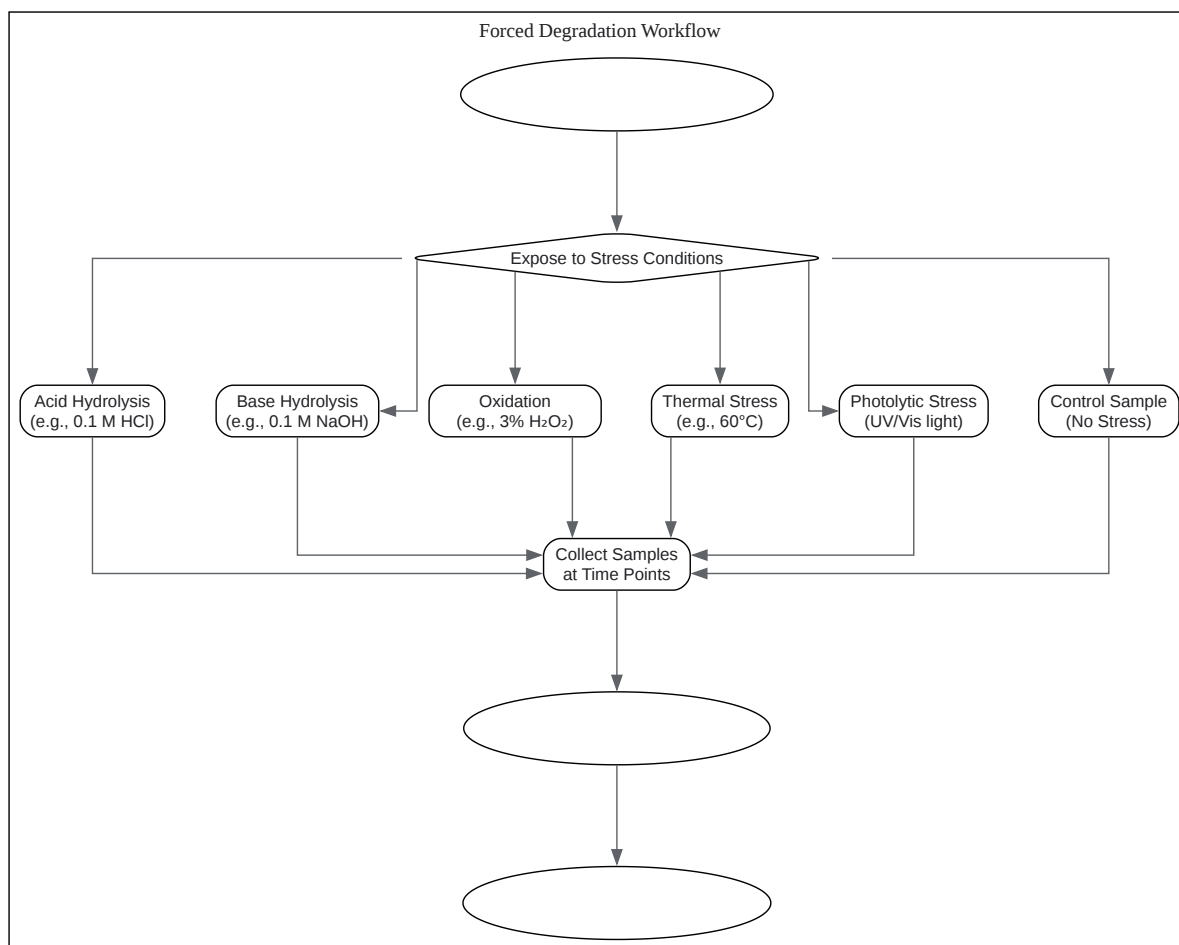 Forced Degradation Workflow
Expose to Stress Conditions
Acid Hydrolysis
(e.g., 0.1 M HCl)
Base Hydrolysis
(e.g., 0.1 M NaOH)
Oxidation
(e.g., 3% H₂O₂)
Thermal Stress
(e.g., 60°C)
Photolytic Stress
(UV/Vis light)
Control Sample
(No Stress)
Collect Samples
at Time Points